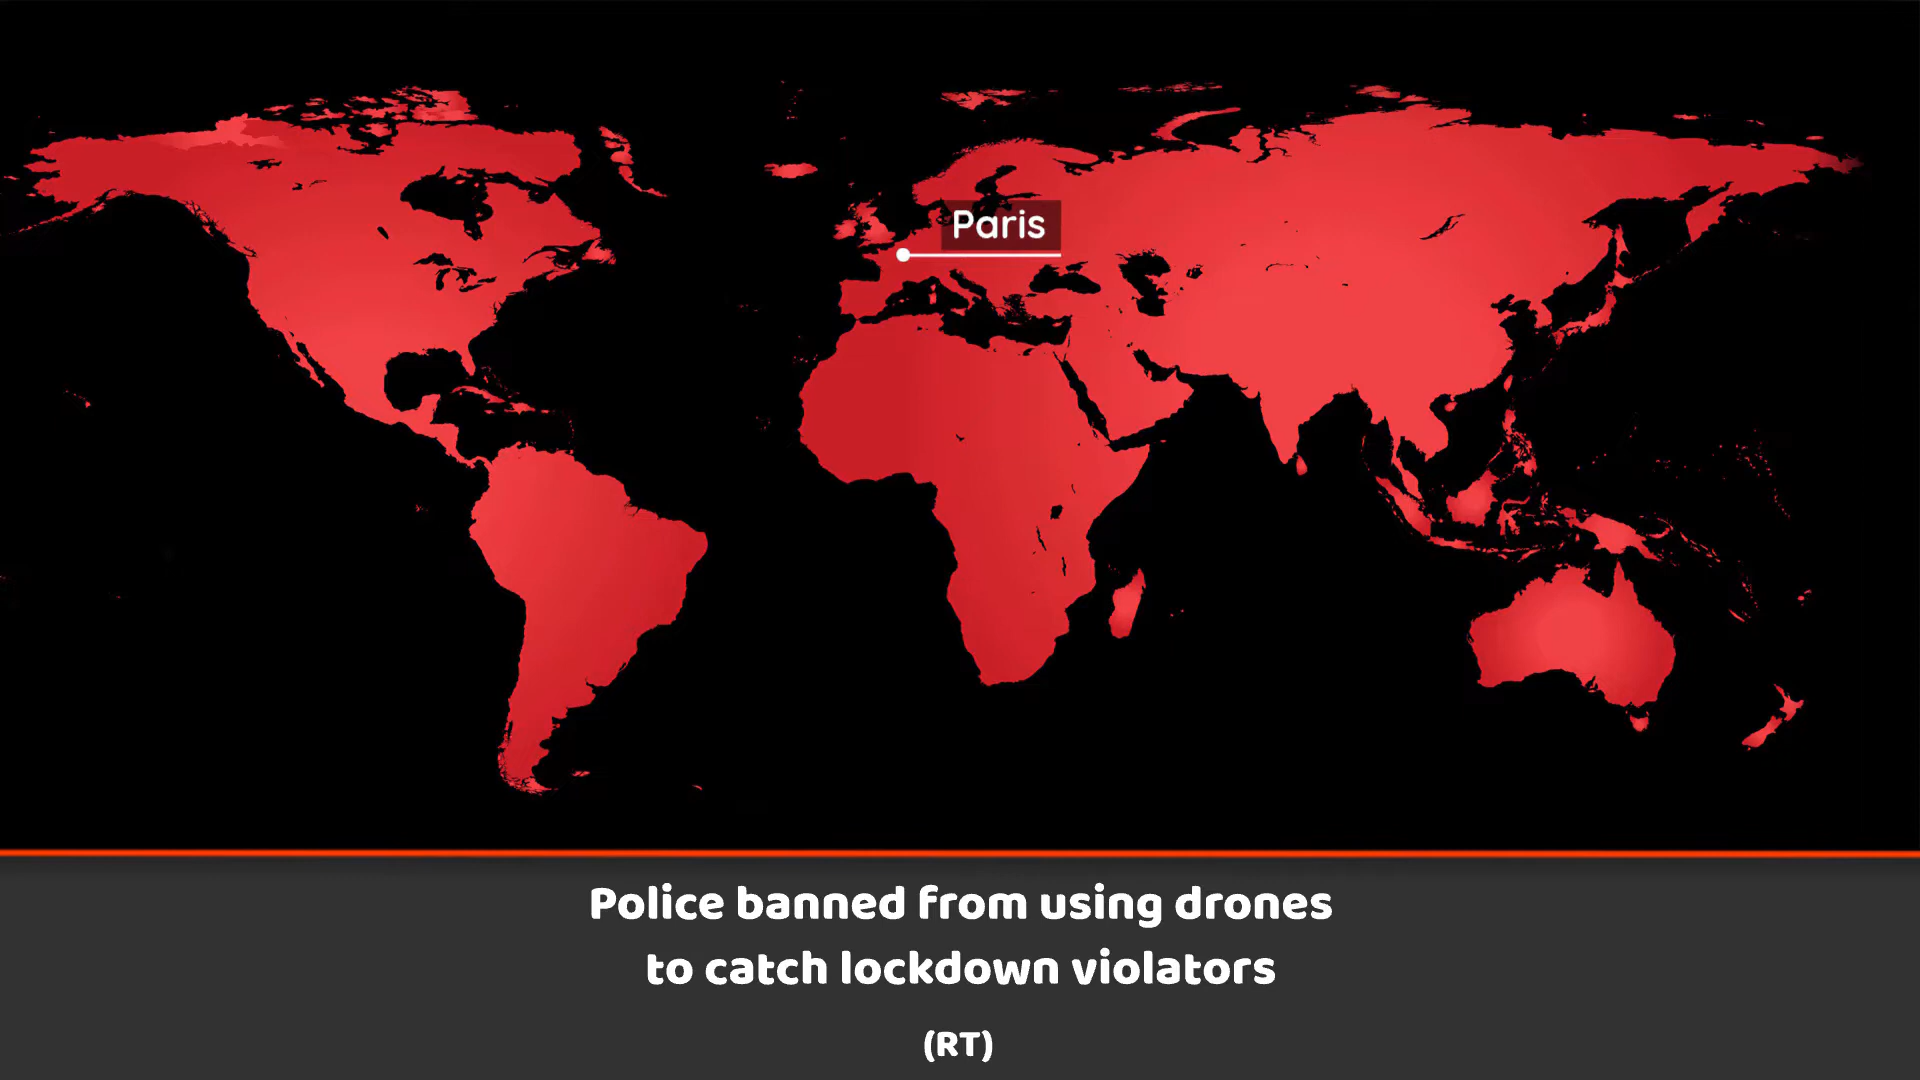 Paris
Police banned from using drones
to catch lockdown violators
(RT)